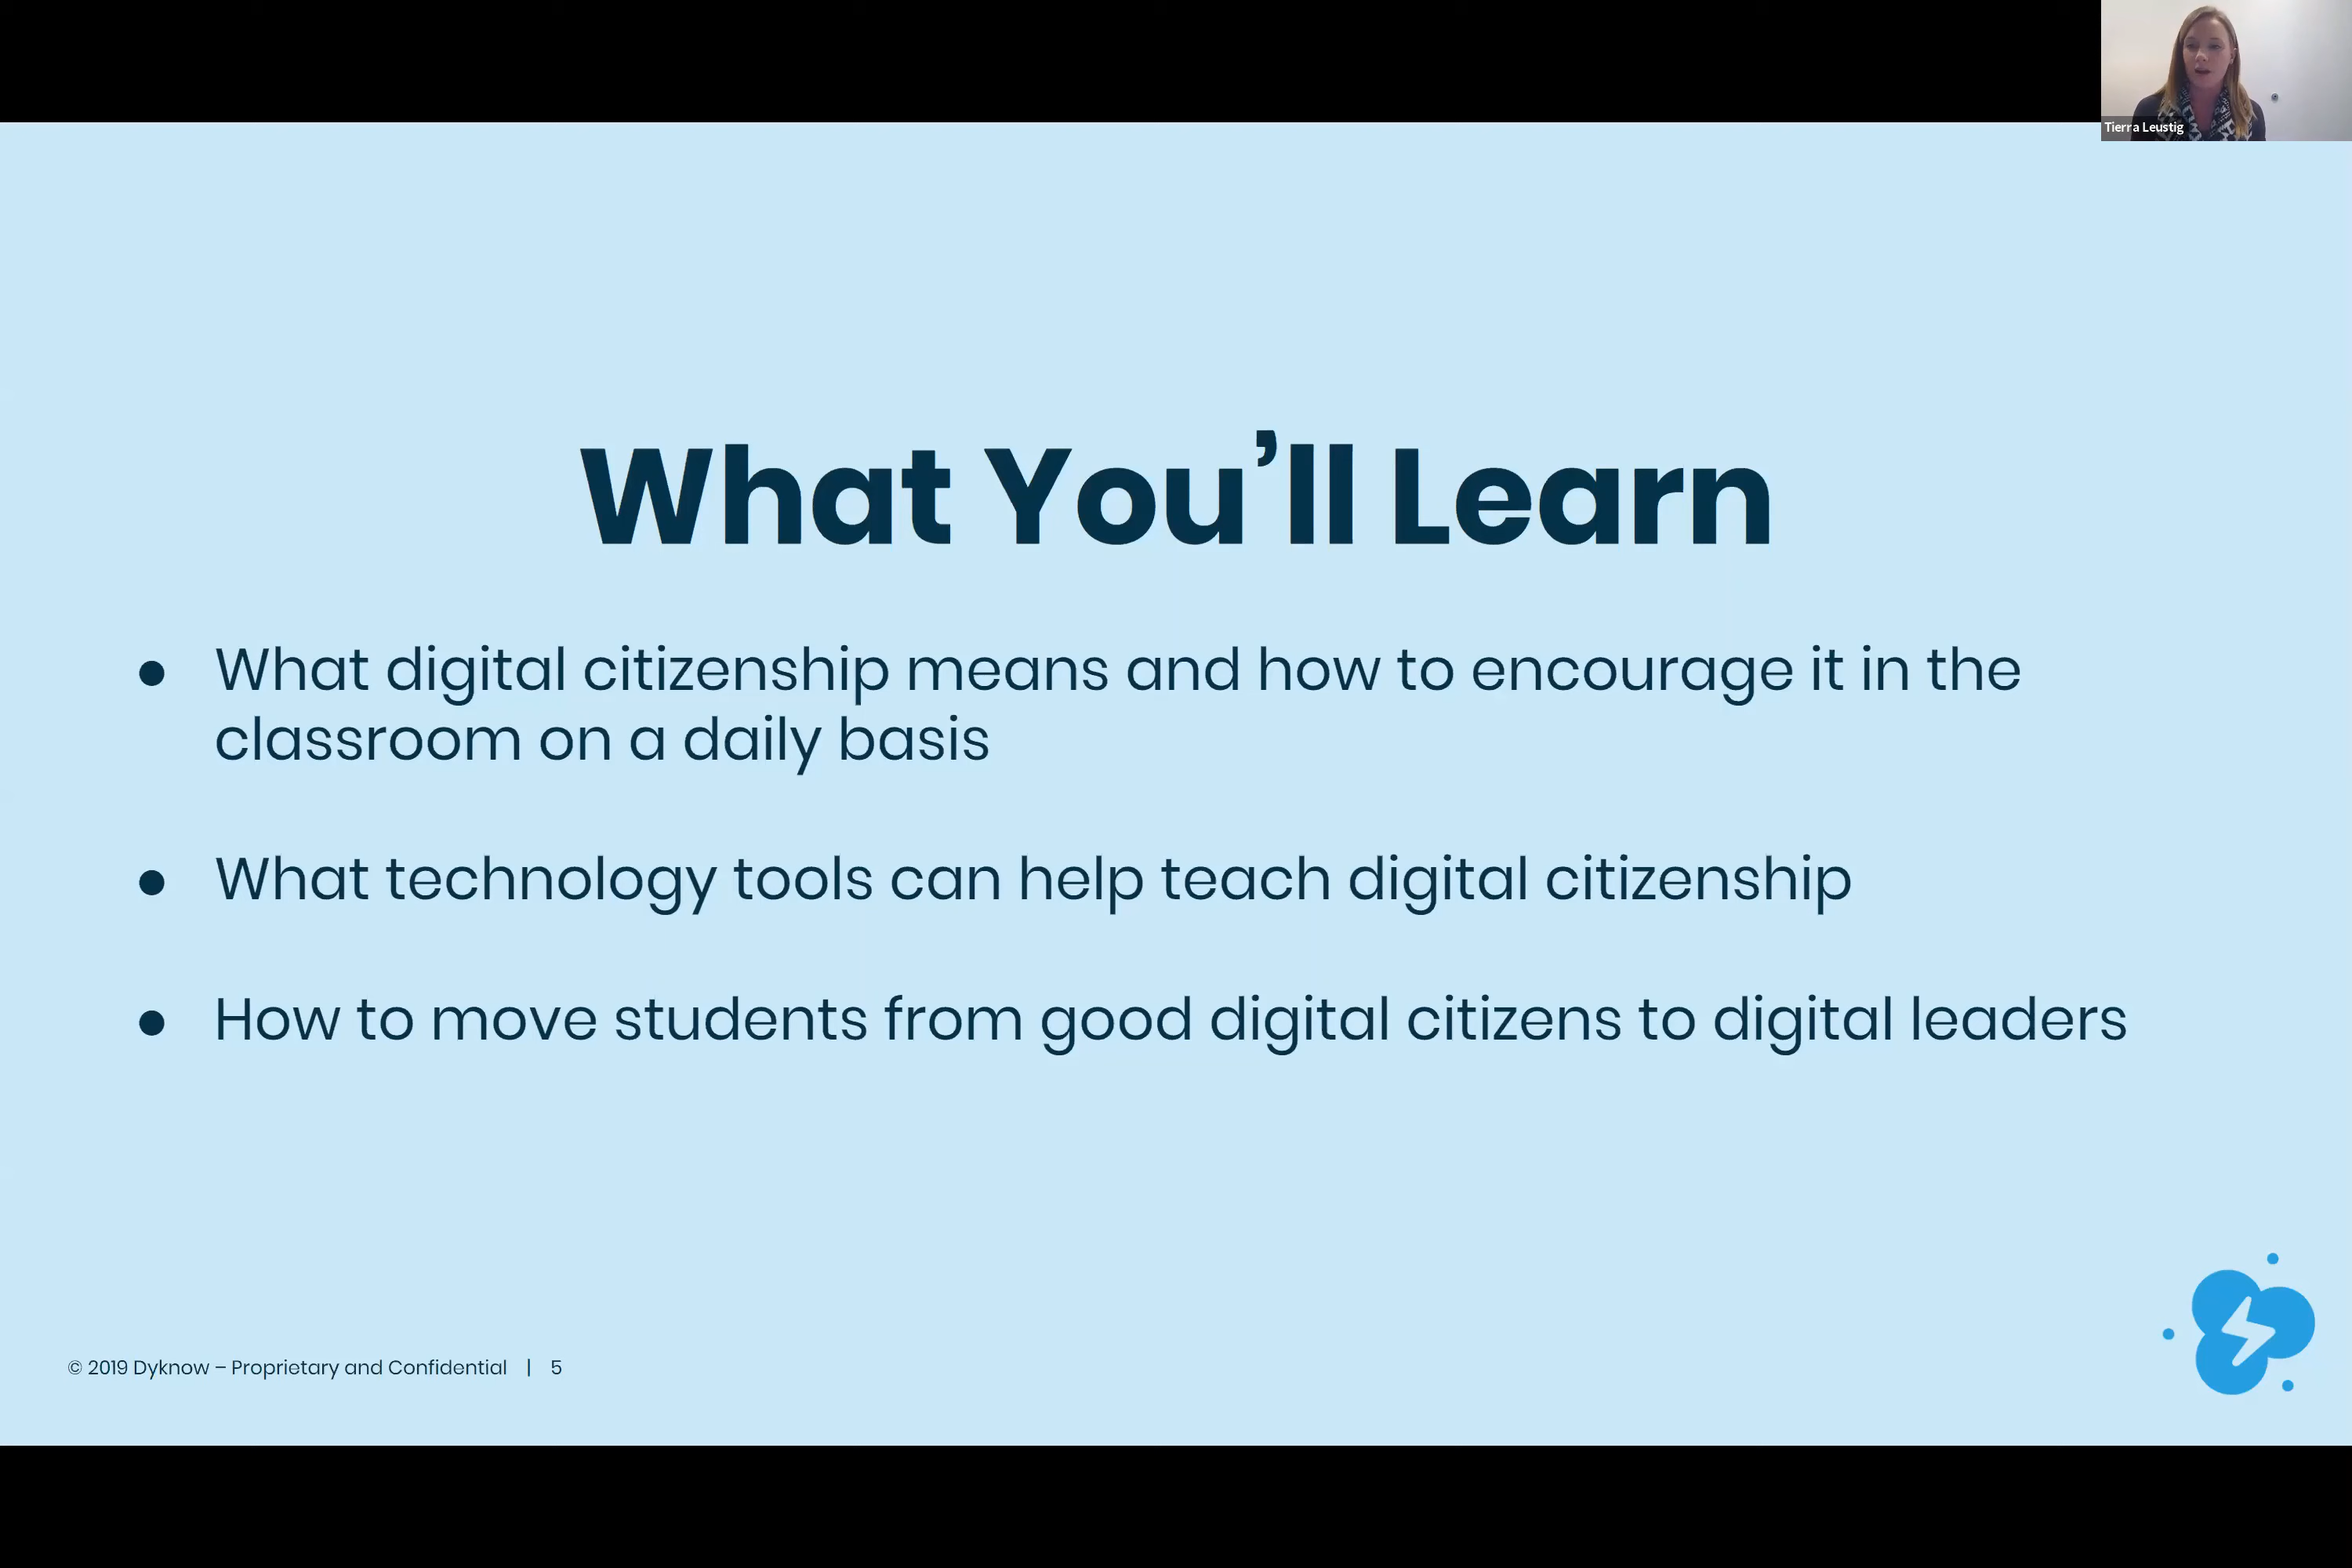 Tierra Leustig
What You’ll Learn
● What digital citizenship means and how to encourage it in the
classroom on a daily basis
● What technology tools can help teach digital citizenship
● How to move students from good digital citizens to digital leaders
© 2019 Dyknow – Proprietary and Confidential | 5